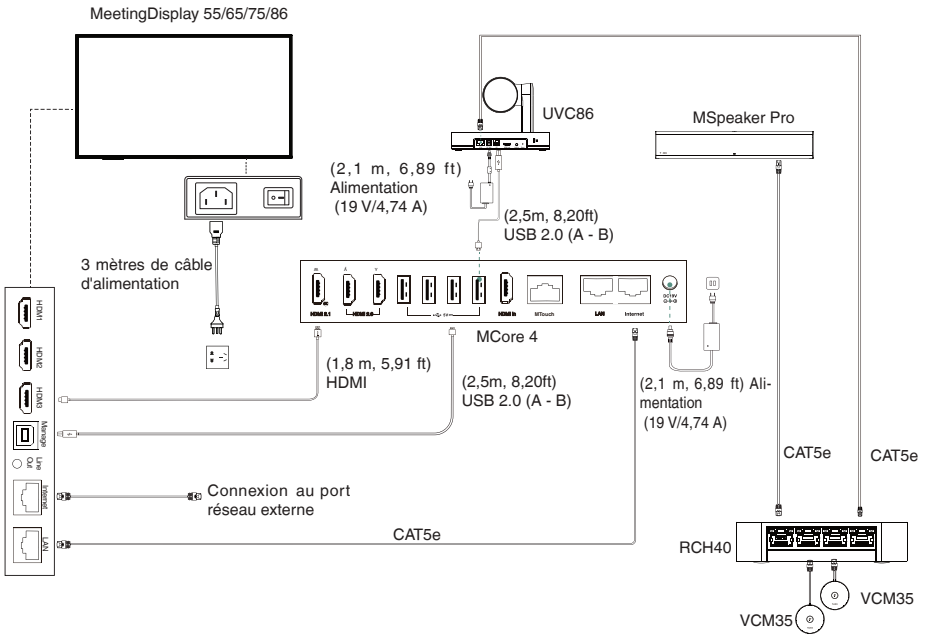 MeetingDisplay 55/65/75/86
UVC86
MSpeaker Pro
(2,1 m, 6,89 ft)
Alimentation
(19 V/4,74 A)
(2,5m, 8,20ft)
USB 2.0 (A - B)
3 mètres de câble
d'alimentation
HDMI 2.1
HDMI 2.0
5V
HDMI in
MTouch
LAN
Internet
DC19V
MCore 4
HDMI1
HDMI2
HDMI3
Manage
Line
Out
Internet
LAN
(1,8 m, 5,91 ft)
HDMI
(2,5m, 8,20ft)
USB 2.0 (A - B)
(2,1 m, 6,89 ft) Ali-
mentation
(19 V/4,74 A)
CAT5e
CAT5e
Connexion au port
réseau externe
CAT5e
RCH40
VCM35
VCM35